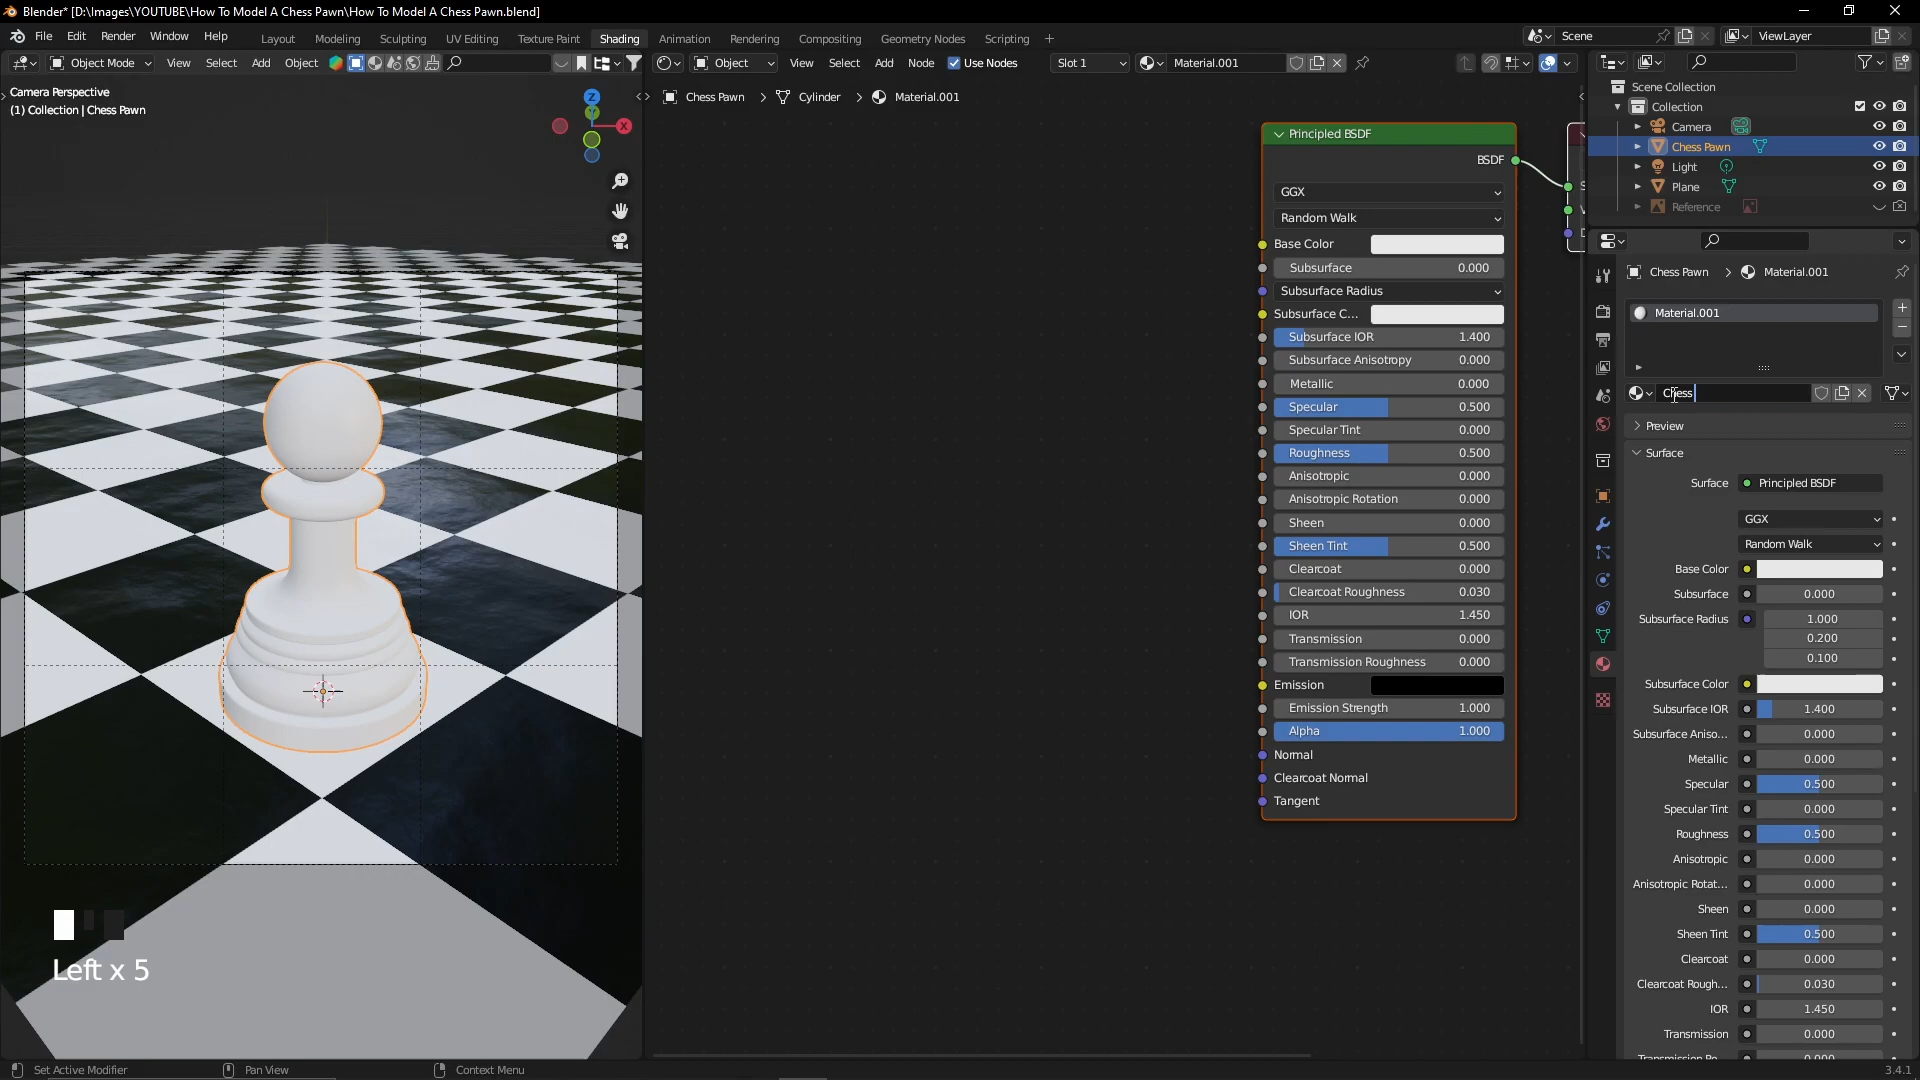 Blender* [D:\Images\YOUTUBE\How To Model A Chess Pawn\How To Model A Chess Pawn.blend]
File Edit Render Window Help
Layout Modeling Sculpting UV Editing Texture Paint Shading Animation Rendering Compositing Geometry Nodes Scripting +
Scene
ViewLayer
Object Mode View Select Add Object
Object View Select Add Node Use Nodes Slot 1 Material.001
Camera Perspective
(1) Collection | Chess Pawn
Z
X
Chess Pawn > Cylinder > Material.001
Principled BSDF
BSDF
GGX
Random Walk
Base Color
Subsurface 0.000
Subsurface Radius
Subsurface C...
Subsurface IOR 1.400
Subsurface Anisotropy 0.000
Metallic 0.000
Specular 0.500
Specular Tint 0.000
Roughness 0.500
Anisotropic 0.000
Anisotropic Rotation 0.000
Sheen 0.000
Sheen Tint 0.500
Clearcoat 0.000
Clearcoat Roughness 0.030
IOR 1.450
Transmission 0.000
Transmission Roughness 0.000
Emission
Emission Strength 1.000
Alpha 1.000
Normal
Clearcoat Normal
Tangent
Scene Collection
Collection
Camera
Chess Pawn
Light
Plane
Reference
Chess Pawn > Material.001
Material.001
Chess
Preview
Surface
Surface Principled BSDF
GGX
Random Walk
Base Color
Subsurface 0.000
Subsurface Radius 1.000
0.200
0.100
Subsurface Color
Subsurface IOR 1.400
Subsurface Aniso... 0.000
Metallic 0.000
Specular 0.500
Specular Tint 0.000
Roughness 0.500
Anisotropic 0.000
Anisotropic Rotat... 0.000
Sheen 0.000
Sheen Tint 0.500
Clearcoat 0.000
Clearcoat Rough... 0.030
IOR 1.450
Transmission 0.000
Left x 5
Set Active Modifier Pan View Context Menu
3.4.1